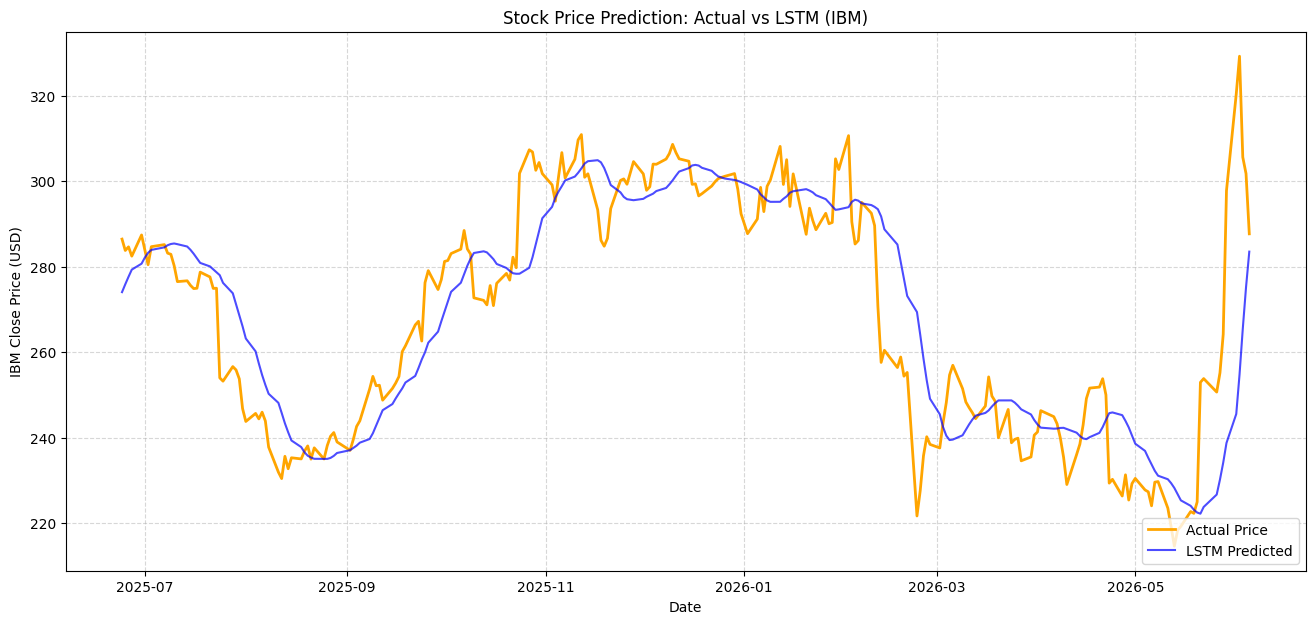 Stock Price Prediction: Actual vs LSTM (IBM)
IBM Close Price (USD)
320
300
280
260
240
220
Actual Price
LSTM Predicted
2025-07
2025-09
2025-11
2026-01
2026-03
2026-05
Date